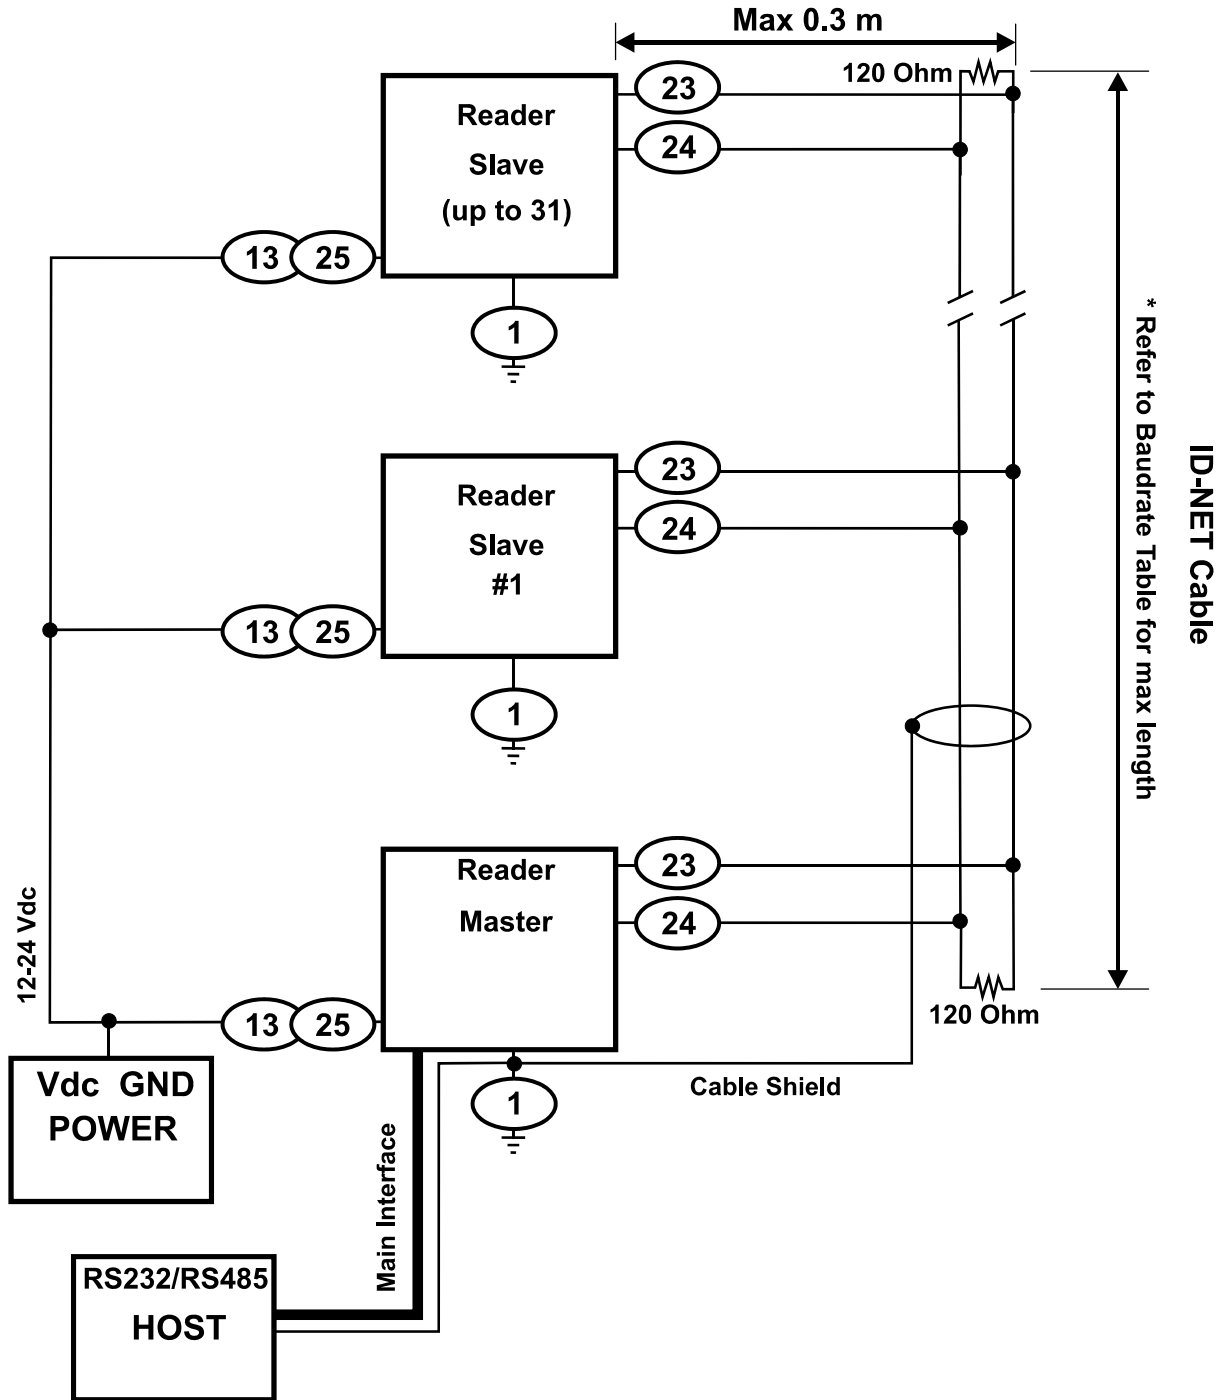 Max 0.3 m
120 Ohm
Reader
Slave
(up to 31)
23
24
13
25
1
Reader
Slave
#1
23
24
13
25
1
Reader
Master
23
24
13
25
1
12-24 Vdc
Vdc GND
POWER
120 Ohm
Cable Shield
Main Interface
RS232/RS485
HOST
* Refer to Baudrate Table for max length
ID-NET Cable